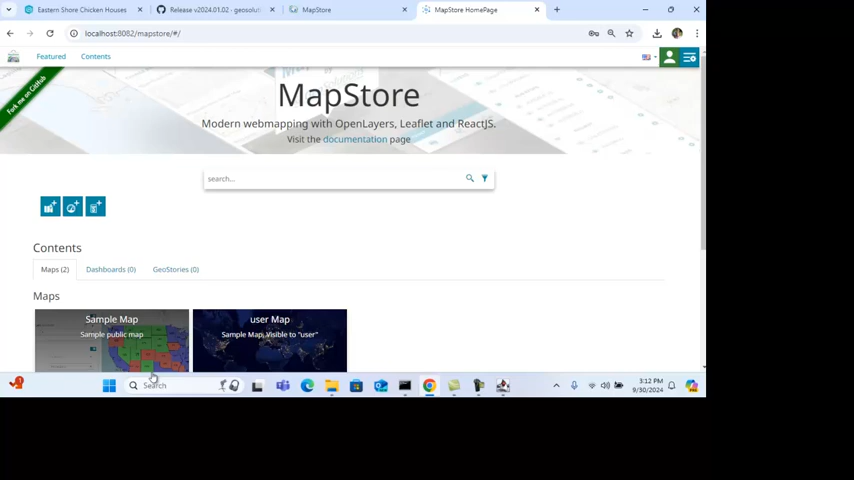 Eastern Shore Chicken Houses
Release v2024.01.02 - geosoluti
MapStore
MapStore HomePage
localhost:8082/mapstore/#/
Featured
Contents
Fork me on GitHub
MapStore
Modern webmapping with OpenLayers, Leaflet and ReactJS.
Visit the documentation page
search...
Contents
Maps (2)
Dashboards (0)
GeoStories (0)
Maps
Sample Map
Sample public map
user Map
Sample Map, Visible to "user"
Search
3:12 PM
9/30/2024